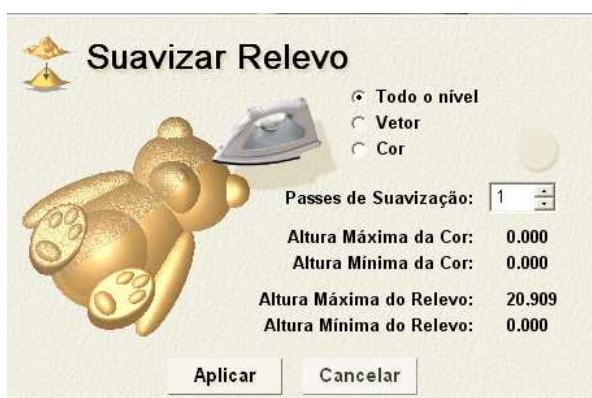 Suavizar Relevo
Todo o nível
Vetor
Cor
Passes de Suavização: 1
Altura Máxima da Cor: 0.000
Altura Mínima da Cor: 0.000
Altura Máxima do Relevo: 20.909
Altura Mínima do Relevo: 0.000
Aplicar Cancelar